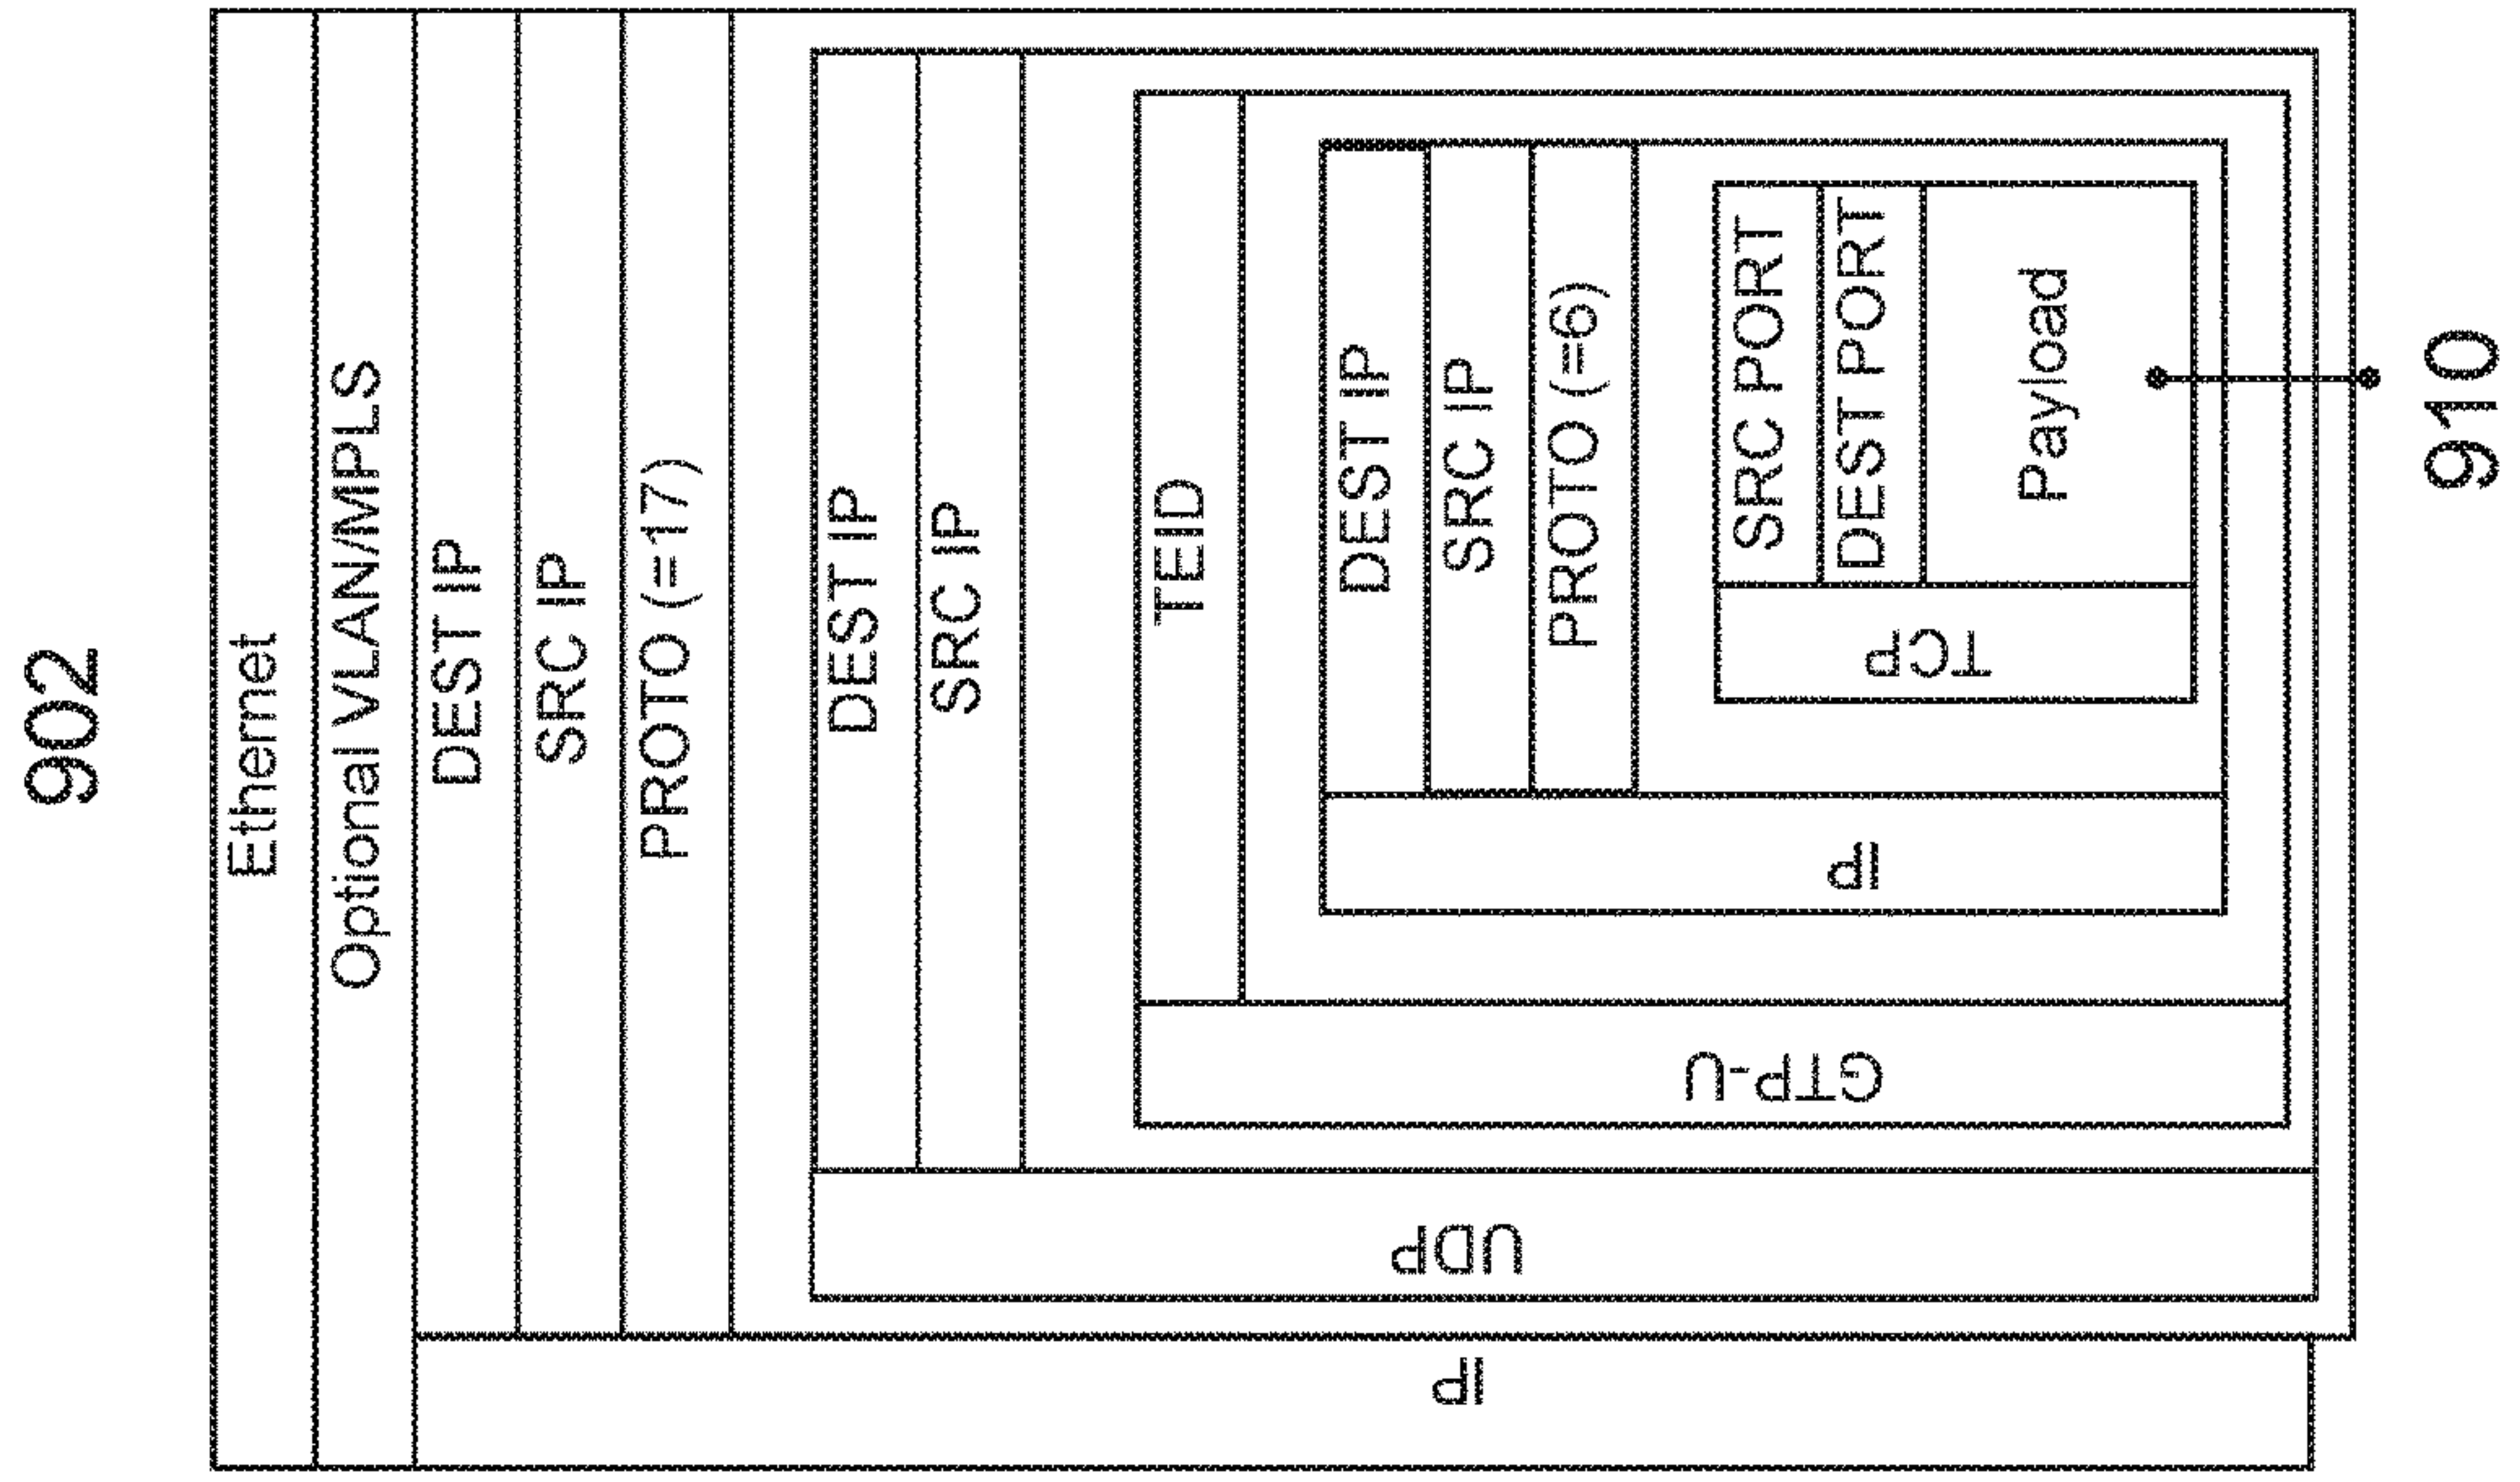 902
Ethernet
Optional VLAN/MPLS
IP
DEST IP
SRC IP
PROTO (=17)
UDP
DEST IP
SRC IP
GTP-U
TEID
IP
DEST IP
SRC IP
PROTO (=6)
TCP
SRC PORT
DEST PORT
Payload
910